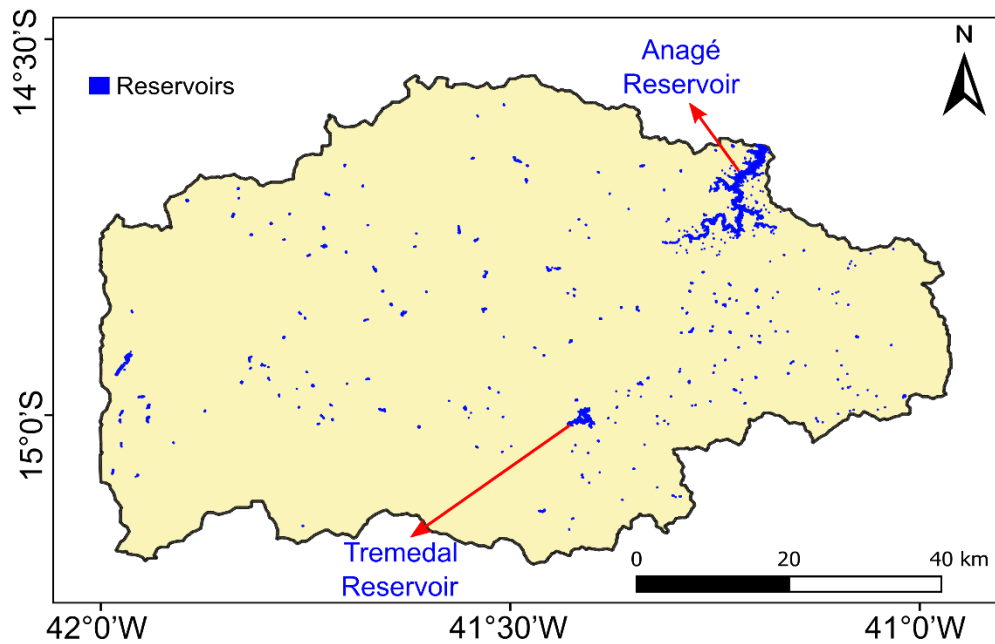 14°30'S
Reservoirs
Anagé
Reservoir
N
15°0'S
Tremedal
Reservoir
0 20 40 km
42°0'W 41°30'W 41°0'W